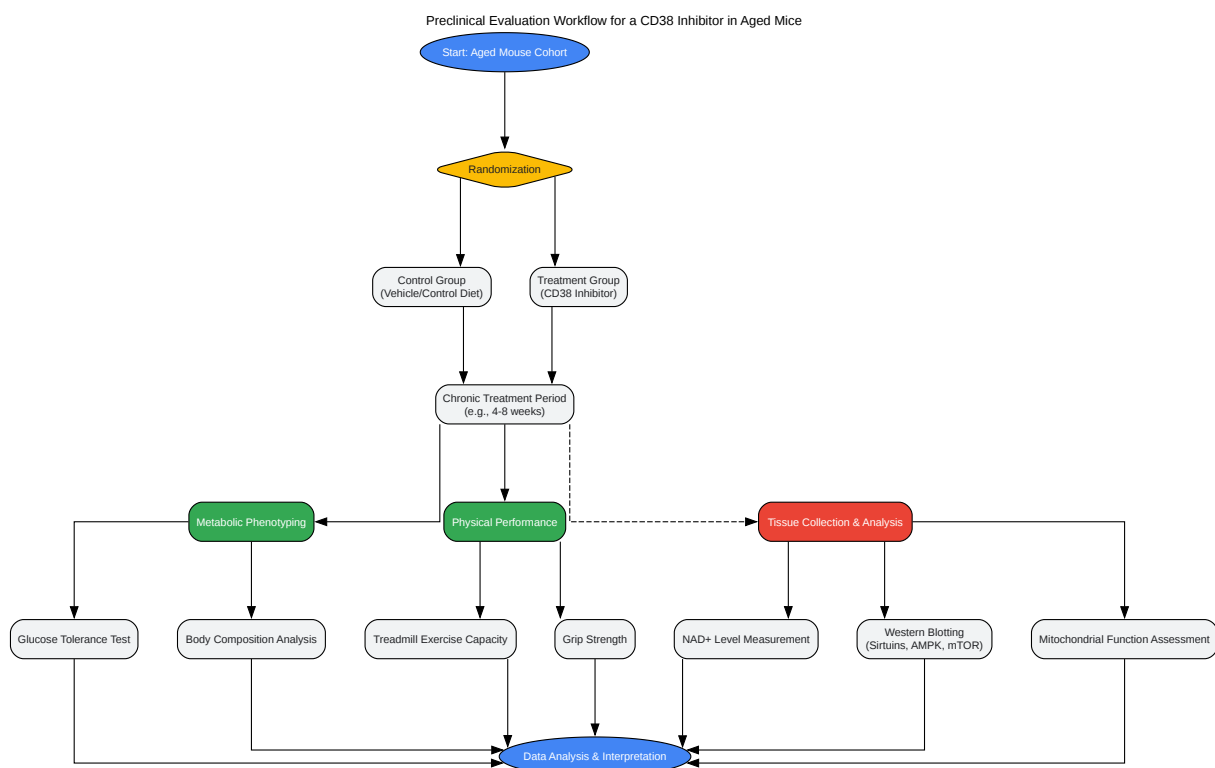 Preclinical Evaluation Workflow for a CD38 Inhibitor in Aged Mice
Start: Aged Mouse Cohort
Randomization
Control Group
(Vehicle/Control Diet)
Treatment Group
(CD38 Inhibitor)
Chronic Treatment Period
(e.g., 4-8 weeks)
Metabolic Phenotyping
Physical Performance
Tissue Collection & Analysis
Glucose Tolerance Test
Body Composition Analysis
Treadmill Exercise Capacity
Grip Strength
NAD+ Level Measurement
Western Blotting
(Sirtuins, AMPK, mTOR)
Mitochondrial Function Assessment
Data Analysis & Interpretation